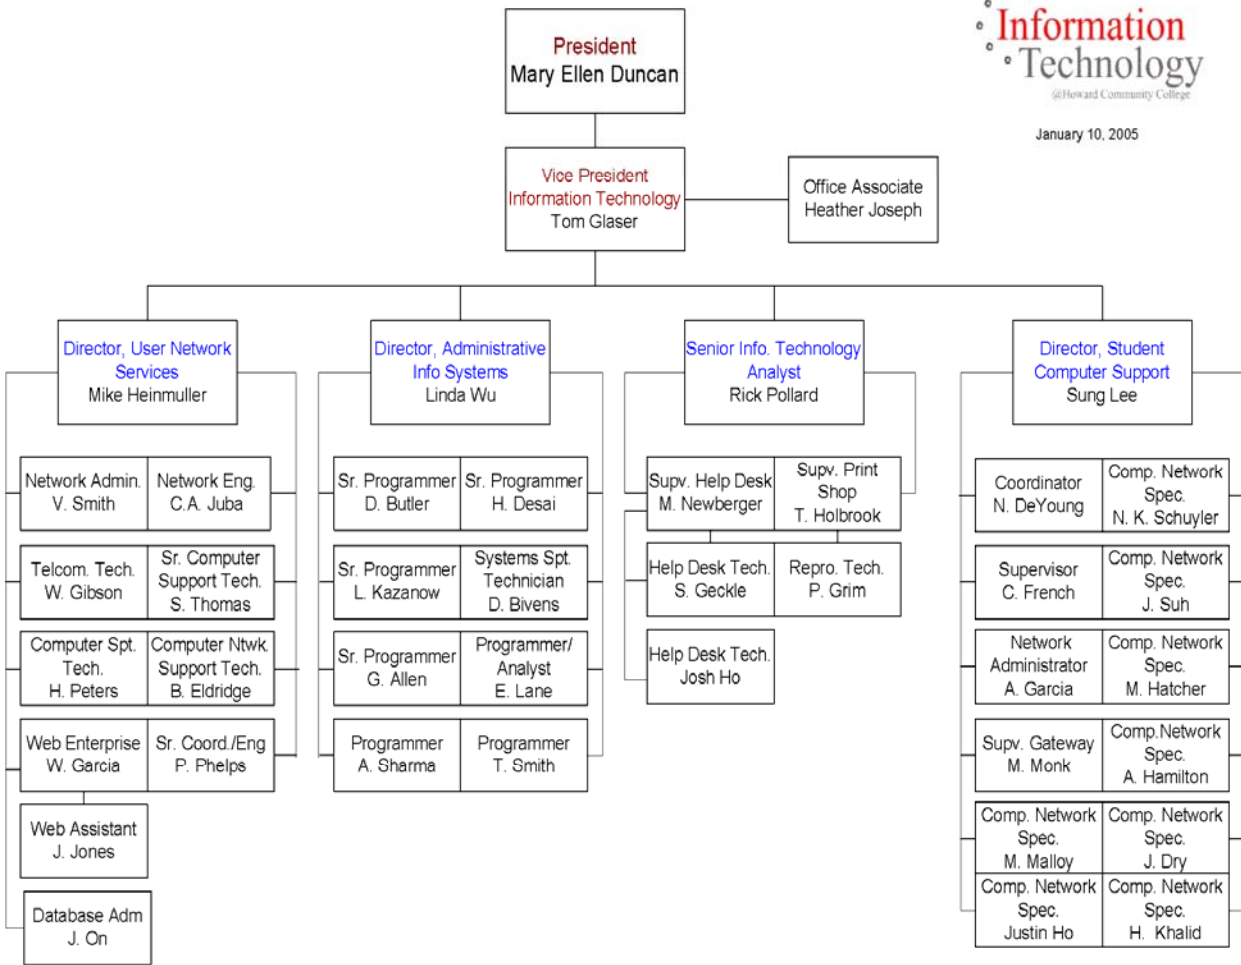 Information
Technology
@Howard Community College
January 10, 2005
President
Mary Ellen Duncan
Vice President
Information Technology
Tom Glaser
Office Associate
Heather Joseph
Director, User Network
Services
Mike Heinmuller
Director, Administrative
Info Systems
Linda Wu
Senior Info. Technology
Analyst
Rick Pollard
Director, Student
Computer Support
Sung Lee
Network Admin.
V. Smith
Network Eng.
C.A. Juba
Telcom. Tech.
W. Gibson
Sr. Computer
Support Tech.
S. Thomas
Computer Spt.
Tech.
H. Peters
Computer Ntwk.
Support Tech.
B. Eldridge
Web Enterprise
W. Garcia
Sr. Coord./Eng
P. Phelps
Web Assistant
J. Jones
Database Adm
J. On
Sr. Programmer
D. Butler
Sr. Programmer
H. Desai
Sr. Programmer
L. Kazanow
Systems Spt.
Technician
D. Bivens
Sr. Programmer
G. Allen
Programmer/
Analyst
E. Lane
Programmer
A. Sharma
Programmer
T. Smith
Supv. Help Desk
M. Newberger
Supv. Print
Shop
T. Holbrook
Help Desk Tech.
S. Geckle
Repro. Tech.
P. Grim
Help Desk Tech.
Josh Ho
Coordinator
N. DeYoung
Comp. Network
Spec.
N. K. Schuyler
Supervisor
C. French
Comp. Network
Spec.
J. Suh
Network
Administrator
A. Garcia
Comp. Network
Spec.
M. Hatcher
Supv. Gateway
M. Monk
Comp.Network
Spec.
A. Hamilton
Comp. Network
Spec.
M. Malloy
Comp. Network
Spec.
J. Dry
Comp. Network
Spec.
Justin Ho
Comp. Network
Spec.
H. Khalid